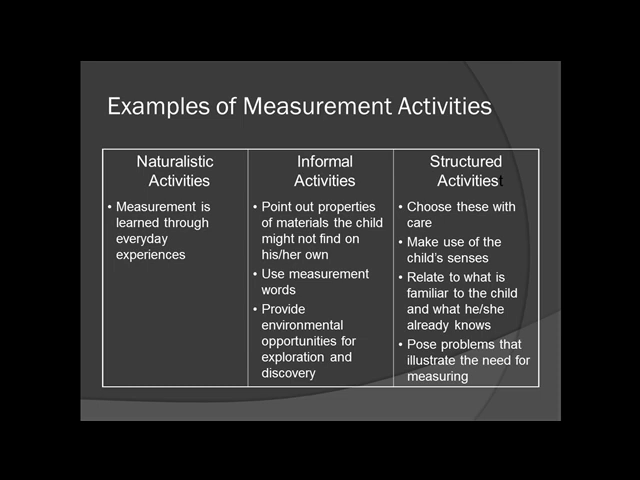 Examples of Measurement Activities
Naturalistic
Activities
• Measurement is
learned through
everyday
experiences
Informal
Activities
• Point out properties
of materials the child
might not find on
his/her own
• Use measurement
words
• Provide
environmental
opportunities for
exploration and
discovery
Structured
Activitiest
• Choose these with
care
• Make use of the
child's senses
• Relate to what is
familiar to the child
and what he/she
already knows
• Pose problems that
illustrate the need for
measuring